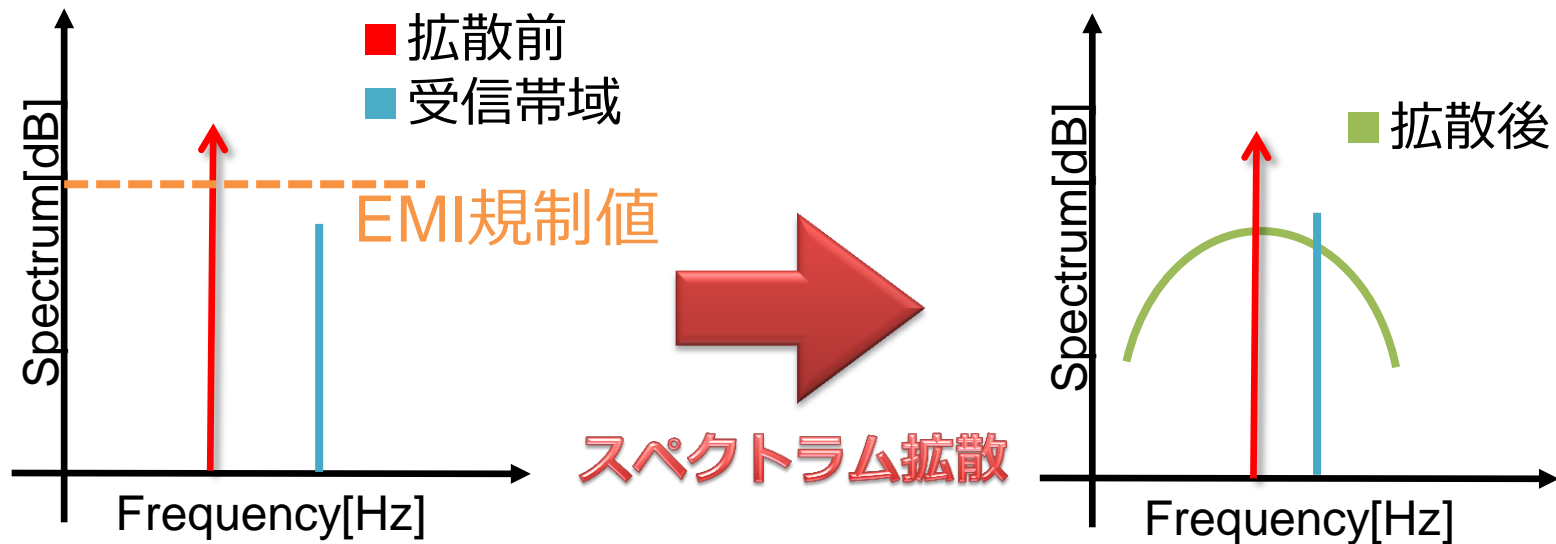 拡散前
受信帯域
Spectrum[dB]
EMI規制値
Frequency[Hz]
スペクトラム拡散
拡散後
Spectrum[dB]
Frequency[Hz]